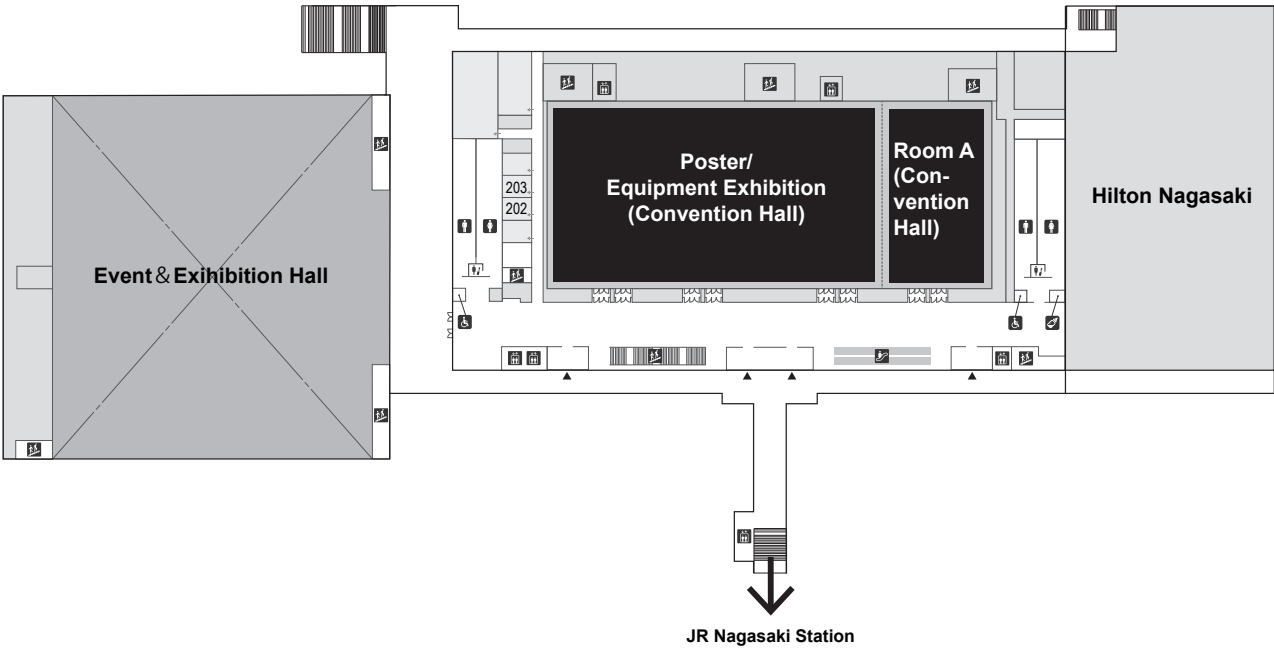 Poster/
Equipment Exhibition
(Convention Hall)
Room A
(Con-
vention
Hall)
203
202
Hilton Nagasaki
Event＆Exihibition Hall
JR Nagasaki Station